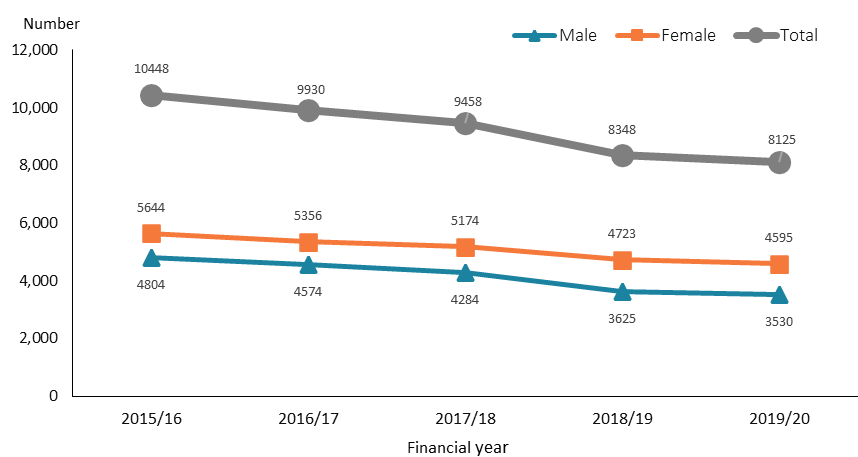 Number
Male Female Total
12,000
10,000
8,000
6,000
4,000
2,000
0
10448 9930 9458 8348 8125
5644 5356 5174 4723 4595
4804 4574 4284 3625 3530
2015/16 2016/17 2017/18 2018/19 2019/20
Financial year